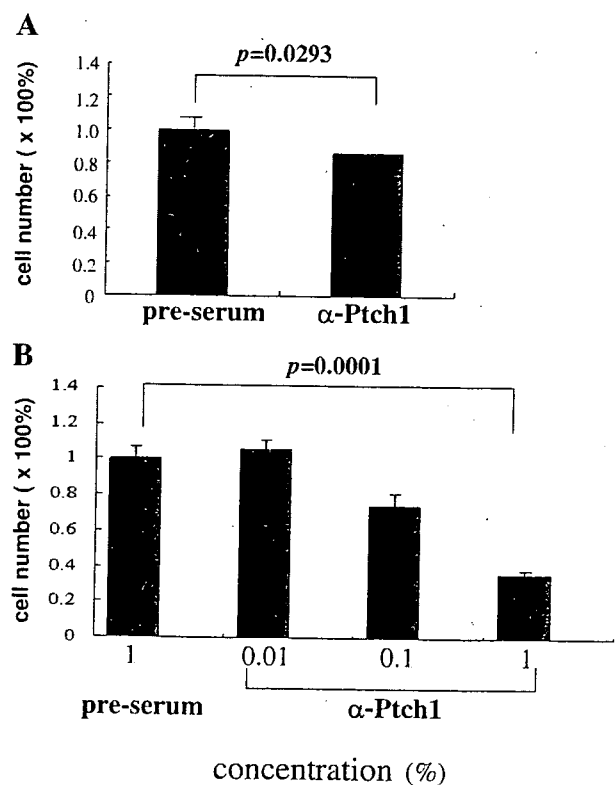 A
p=0.0293
cell number ( x 100%)
1.4
1.2
1.0
0.8
0.6
0.4
0.2
0
pre-serum α-Ptch1
B
p=0.0001
cell number ( x 100%)
1.4
1.2
1
0.8
0.6
0.4
0.2
0
1 0.01 0.1 1
pre-serum α-Ptch1
concentration (%)